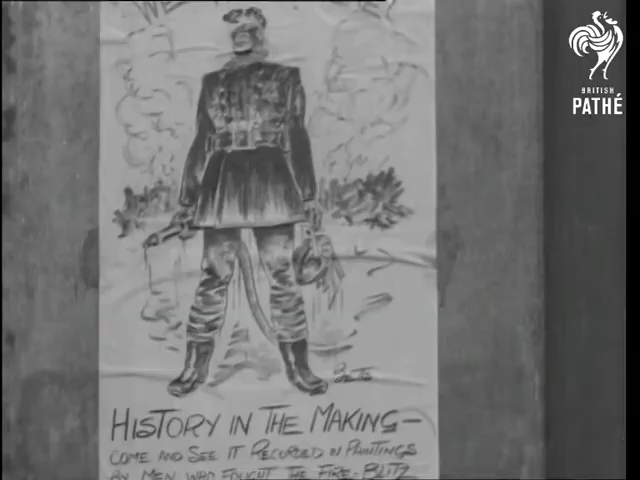 BRITISH
PATHÉ
HISTORY IN THE MAKING—
COME AND SEE IT RECORDED IN PAINTINGS
BY MEN WHO FOUGHT THE FIRE-BLITZ